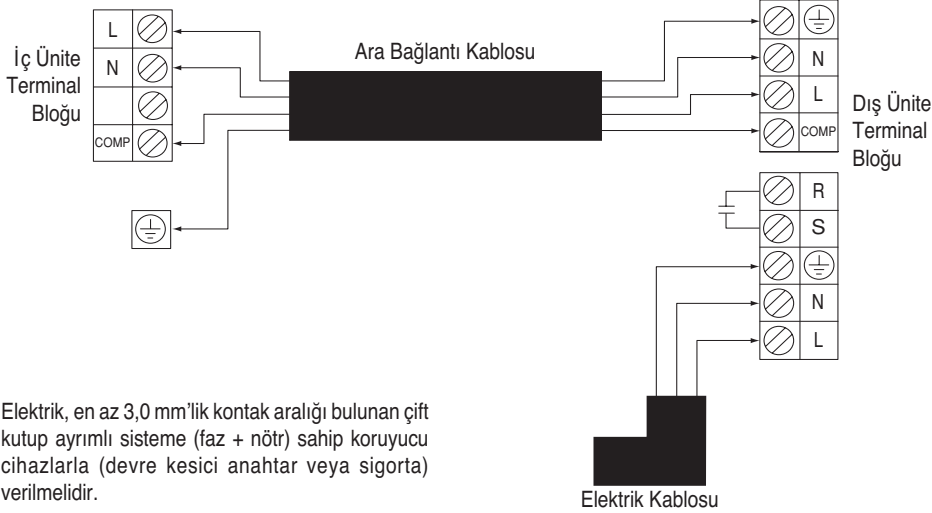 L
N
COMP
İç Ünite
Terminal
Bloğu
Ara Bağlantı Kablosu
N
L
COMP
Dış Ünite
Terminal
Bloğu
R
S
N
L
Elektrik, en az 3,0 mm’lik kontak aralığı bulunan çift
kutup ayrımlı sisteme (faz + nötr) sahip koruyucu
cihazlarla (devre kesici anahtar veya sigorta)
verilmelidir.
Elektrik Kablosu